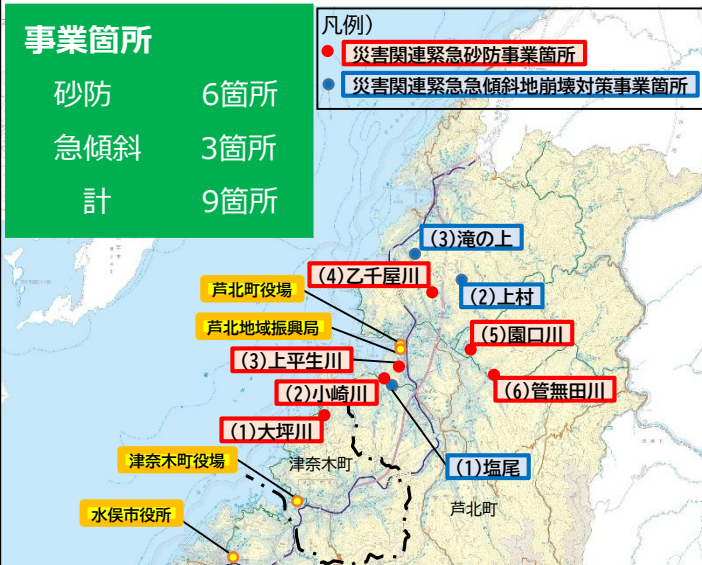 事業箇所
砂防 6箇所
急傾斜 3箇所
計 9箇所
凡例)
災害関連緊急砂防事業箇所
災害関連緊急急傾斜地崩壊対策事業箇所
(3)滝の上
(4)乙千屋川
(2)上村
芦北町役場
芦北地域振興局
(5)園口川
(3)上平生川
(6)管無田川
(2)小崎川
(1)大坪川
津奈木町役場
津奈木町
(1)塩尾
水俣市役所
芦北町